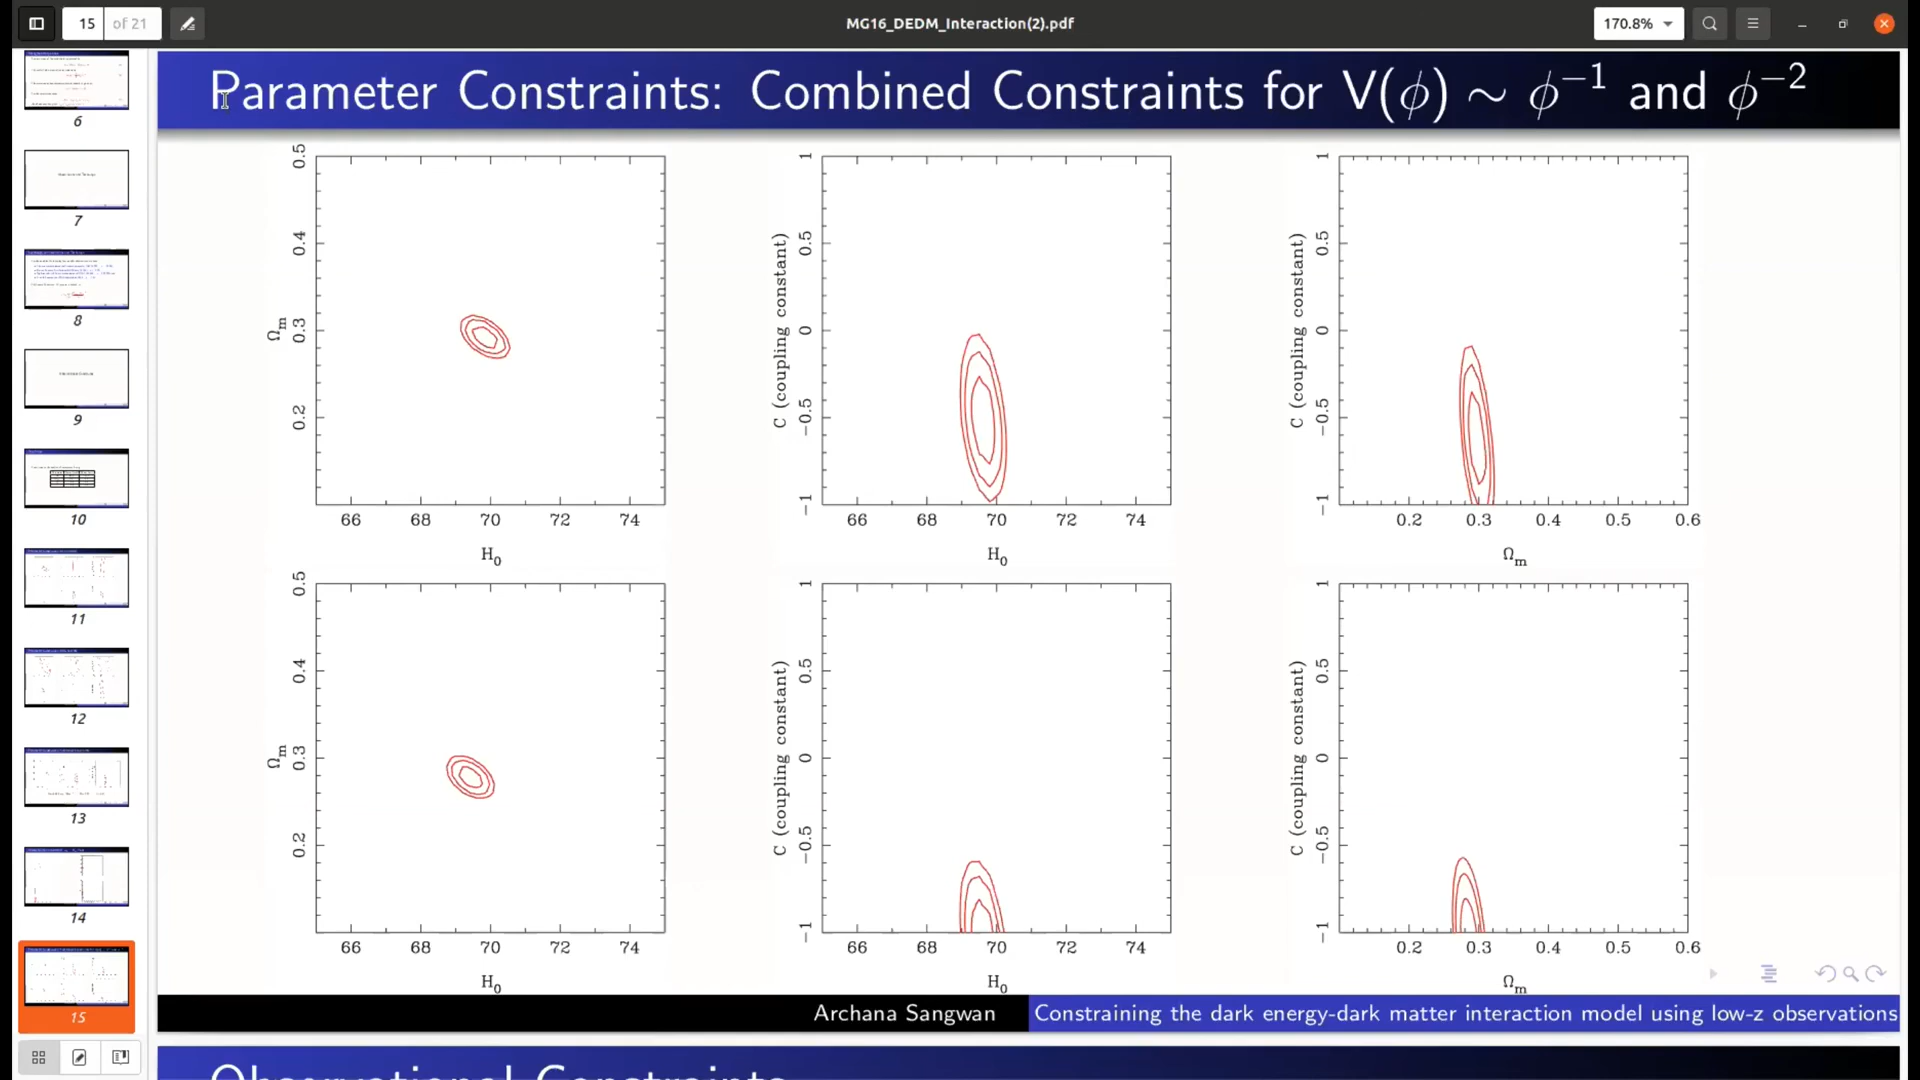 15 of 21
MG16_DEDM_Interaction(2).pdf
170.8%
Parameter Constraints: Combined Constraints for V(ϕ) ∼ ϕ⁻¹ and ϕ⁻²
6
7
8
9
10
11
12
13
14
15
0.5
0.4
0.3
0.2
Ωm
66 68 70 72 74
H0
1
0.5
0
−0.5
−1
C (coupling constant)
66 68 70 72 74
H0
1
0.5
0
−0.5
−1
C (coupling constant)
0.2 0.3 0.4 0.5 0.6
Ωm
0.5
0.4
0.3
0.2
Ωm
66 68 70 72 74
H0
1
0.5
0
−0.5
−1
C (coupling constant)
66 68 70 72 74
H0
1
0.5
0
−0.5
−1
C (coupling constant)
0.2 0.3 0.4 0.5 0.6
Ωm
Archana Sangwan
Constraining the dark energy-dark matter interaction model using low-z observations
Observational Constraints